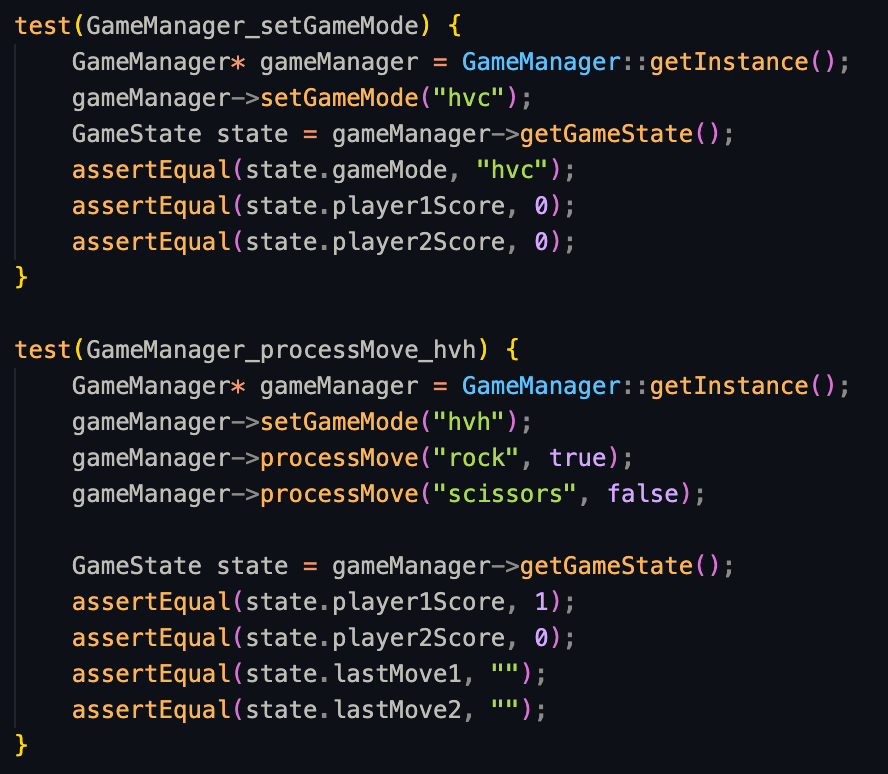 test(GameManager_setGameMode) {
    GameManager* gameManager = GameManager::getInstance();
    gameManager->setGameMode("hvc");
    GameState state = gameManager->getGameState();
    assertEqual(state.gameMode, "hvc");
    assertEqual(state.player1Score, 0);
    assertEqual(state.player2Score, 0);
}

test(GameManager_processMove_hvh) {
    GameManager* gameManager = GameManager::getInstance();
    gameManager->setGameMode("hvh");
    gameManager->processMove("rock", true);
    gameManager->processMove("scissors", false);

    GameState state = gameManager->getGameState();
    assertEqual(state.player1Score, 1);
    assertEqual(state.player2Score, 0);
    assertEqual(state.lastMove1, "");
    assertEqual(state.lastMove2, "");
}